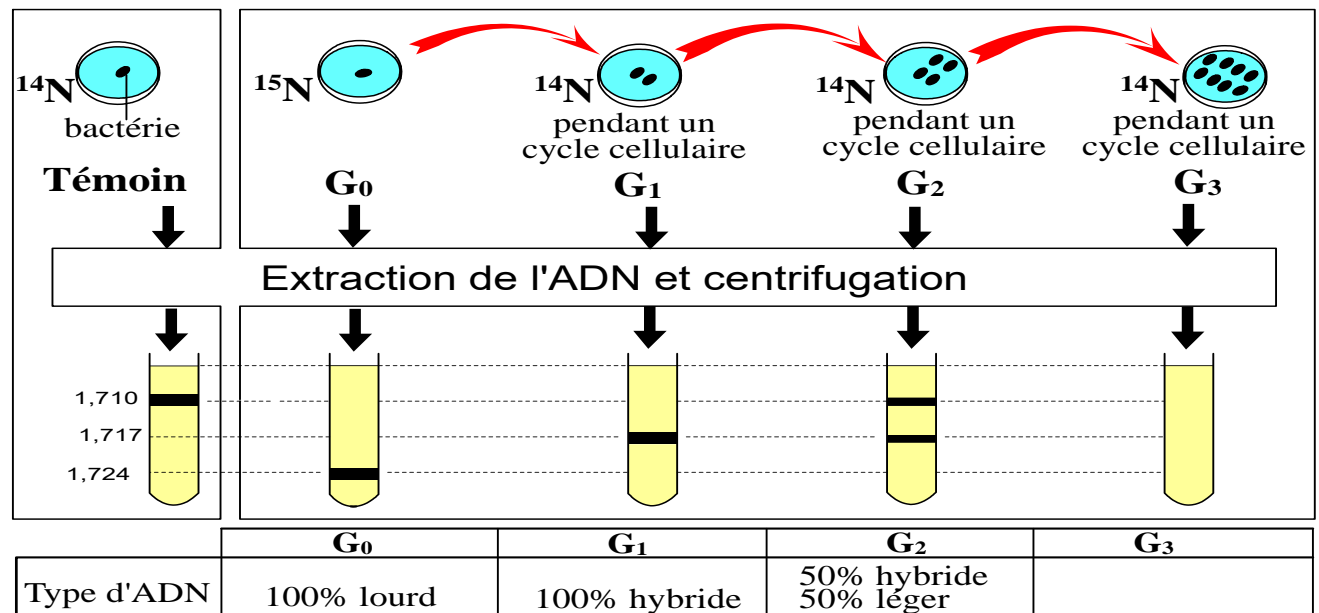 ¹⁴N
bactérie
Témoin
¹⁵N
G₀
¹⁴N
pendant un
cycle cellulaire
G₁
¹⁴N
pendant un
cycle cellulaire
G₂
¹⁴N
pendant un
cycle cellulaire
G₃
Extraction de l'ADN et centrifugation
1,710
1,717
1,724
G₀ G₁ G₂ G₃
Type d'ADN 100% lourd 100% hybride 50% hybride
50% léger